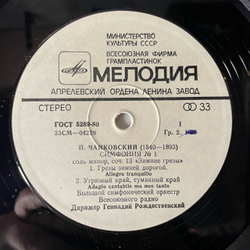 МИНИСТЕРСТВО
КУЛЬТУРЫ СССР
ВСЕСОЮЗНАЯ ФИРМА
ГРАМПЛАСТИНОК
МЕЛОДИЯ
АПРЕЛЕВСКИЙ ОРДЕНА ЛЕНИНА ЗАВОД
СТЕРЕО 33
ГОСТ 5289-80 1
33СМ—04229 Гр. 2.
П. ЧАЙКОВСКИЙ (1840—1893)
СИМФОНИЯ № 1
соль минор, соч. 13 «Зимние грезы»
1. Грезы зимней дорогой.
Allegro tranquillo
2. Угрюмый край, туманный край
Adagio cantabile ma non tanto
Большой симфонический оркестр
Всесоюзного радио
Дирижер Геннадий Рождественский